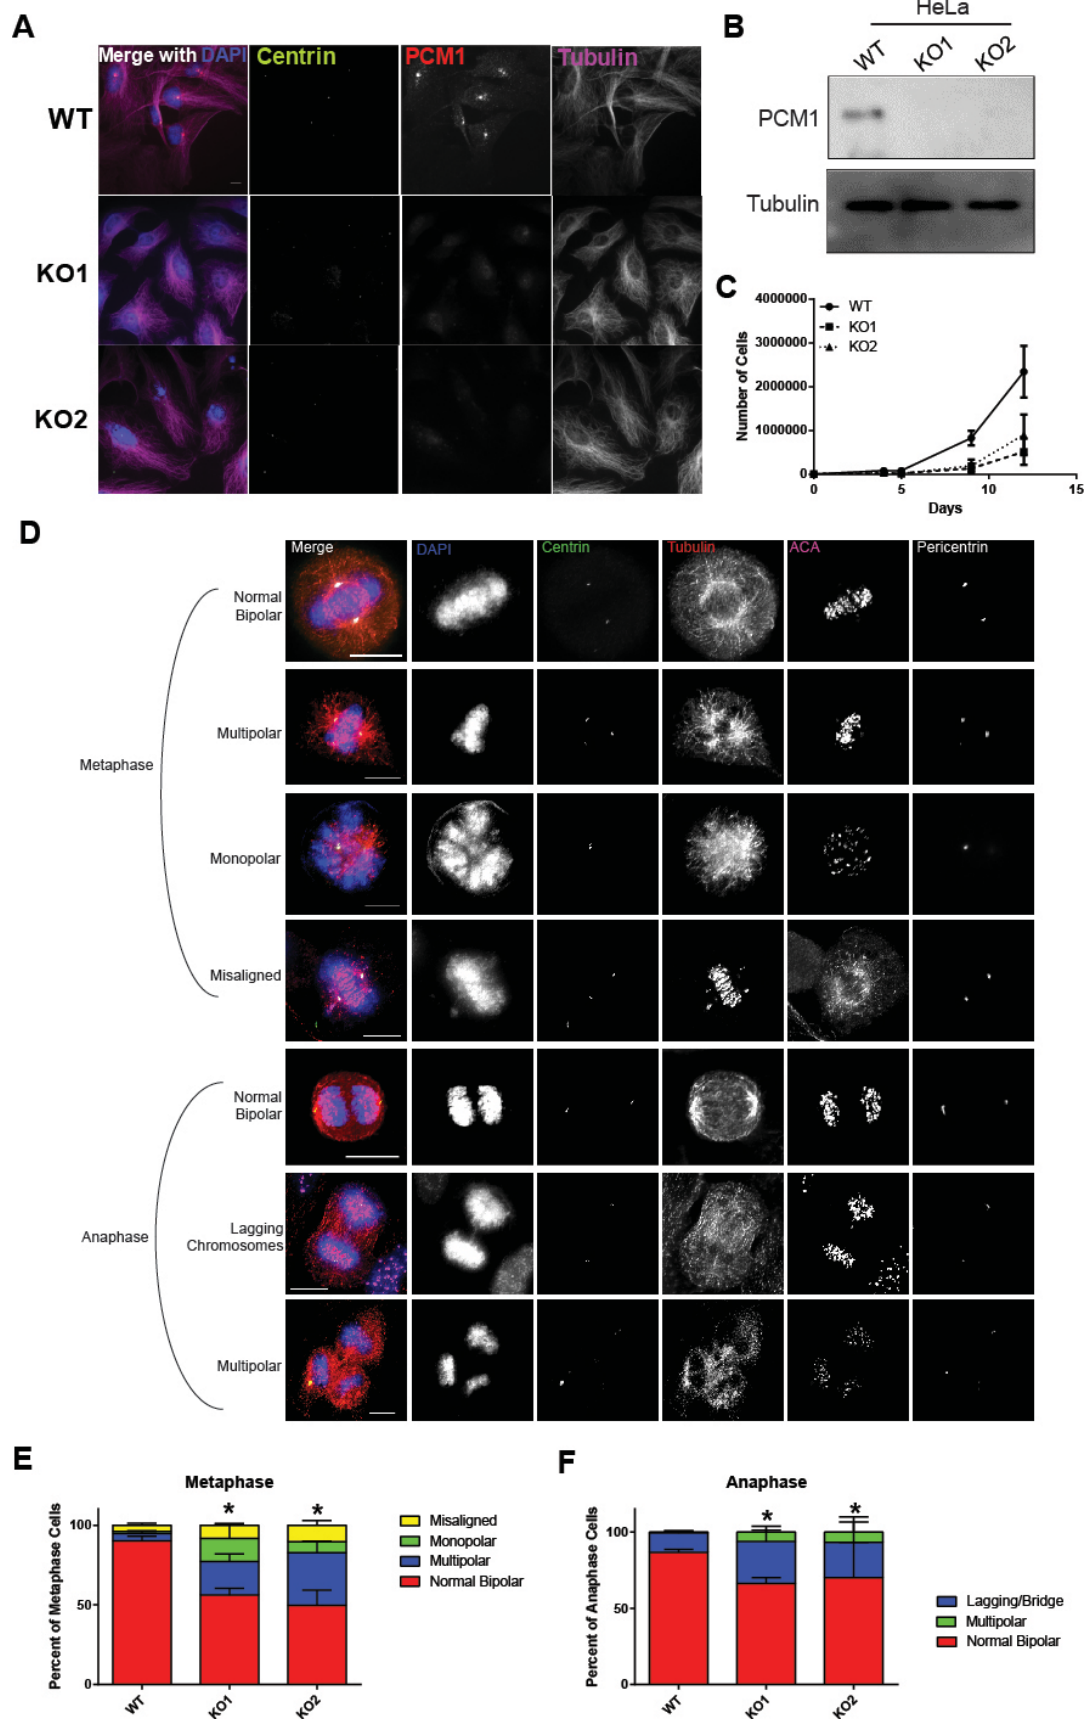 A
Merge with DAPI
Centrin
PCM1
Tubulin
WT
KO1
KO2
B
HeLa
WT
KO1
KO2
PCM1
Tubulin
C
Number of Cells
4000000
3000000
2000000
1000000
0
0
5
10
15
Days
WT
KO1
KO2
D
Merge
DAPI
Centrin
Tubulin
ACA
Pericentrin
Metaphase
Normal
Bipolar
Multipolar
Monopolar
Misaligned
Anaphase
Normal
Bipolar
Lagging
Chromosomes
Multipolar
E
Metaphase
Percent of Metaphase Cells
100
50
0
*
*
WT
KO1
KO2
Misaligned
Monopolar
Multipolar
Normal Bipolar
F
Anaphase
Percent of Anaphase Cells
100
50
0
*
*
WT
KO1
KO2
Lagging/Bridge
Multipolar
Normal Bipolar